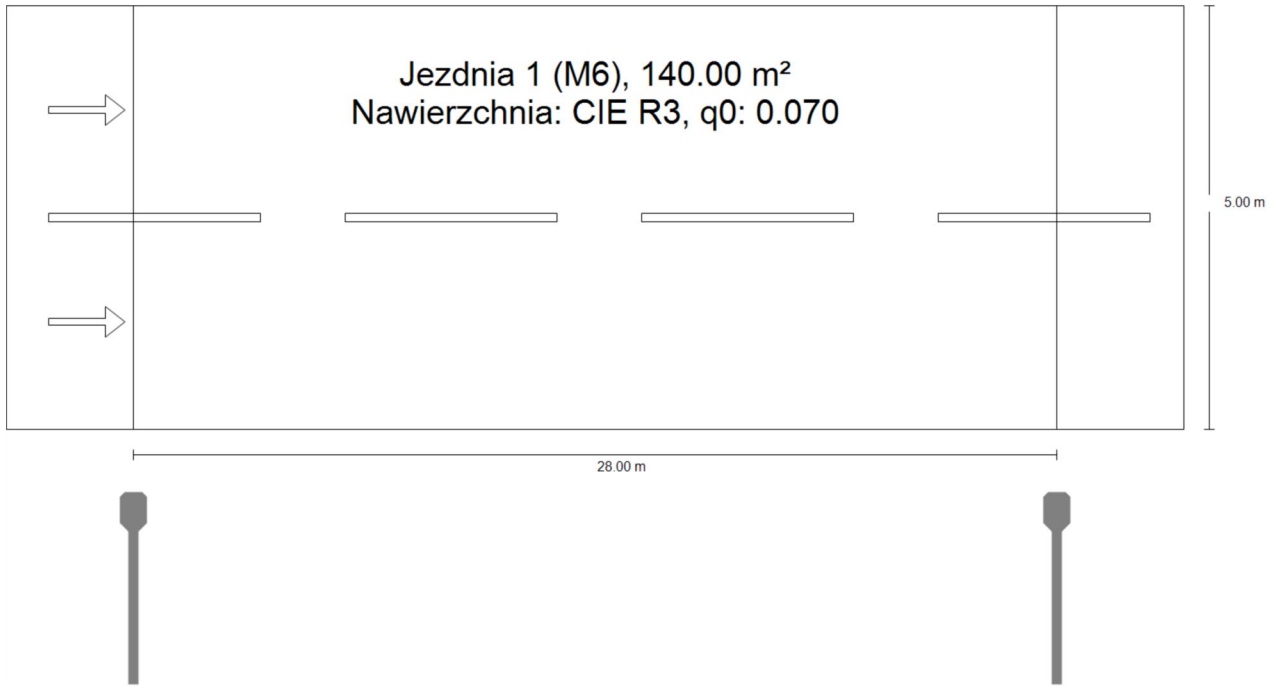 Jezdnia 1 (M6), 140.00 m²
Nawierzchnia: CIE R3, q0: 0.070
5.00 m
28.00 m